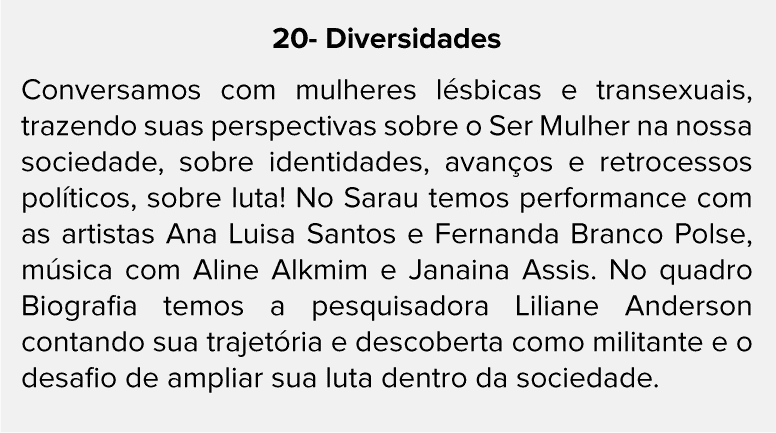 20- Diversidades
Conversamos com mulheres lésbicas e transexuais,
trazendo suas perspectivas sobre o Ser Mulher na nossa
sociedade, sobre identidades, avanços e retrocessos
políticos, sobre luta! No Sarau temos performance com
as artistas Ana Luisa Santos e Fernanda Branco Polse,
música com Aline Alkmim e Janaina Assis. No quadro
Biografia temos a pesquisadora Liliane Anderson
contando sua trajetória e descoberta como militante e o
desafio de ampliar sua luta dentro da sociedade.